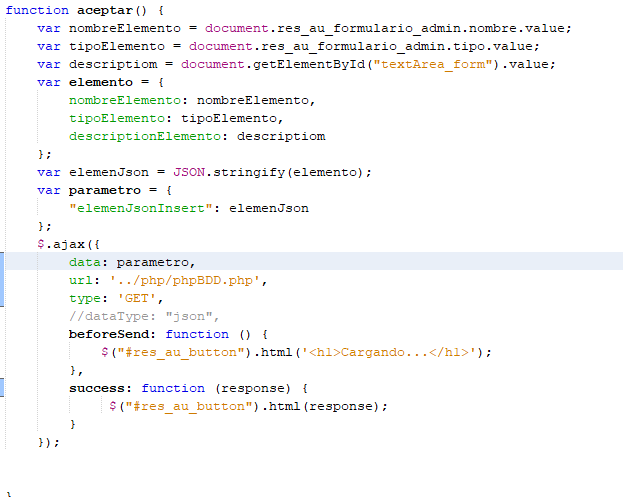 function aceptar() {
var nombreElemento = document.res_au_formulario_admin.nombre.value;
var tipoElemento = document.res_au_formulario_admin.tipo.value;
var descriptiom = document.getElementById("textArea_form").value;
var elemento = {
nombreElemento: nombreElemento,
tipoElemento: tipoElemento,
descriptionElemento: descriptiom
};
var elemenJson = JSON.stringify(elemento);
var parametro = {
"elemenJsonInsert": elemenJson
};
$.ajax({
data: parametro,
url: '../php/phpBDD.php',
type: 'GET',
//dataType: "json",
beforeSend: function () {
$("#res_au_button").html('<h1>Cargando...</h1>');
},
success: function (response) {
$("#res_au_button").html(response);
}
});
}